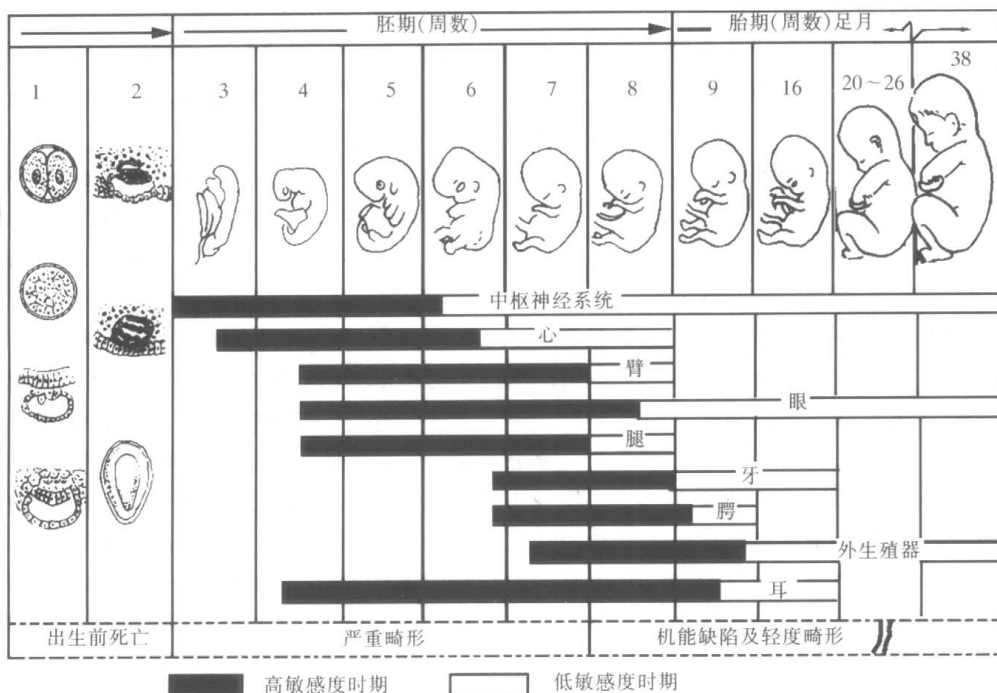 胚期(周数)
胎期(周数)足月
1 2 3 4 5 6 7 8 9 16 20～26 38
中枢神经系统
心
臂
眼
腿
牙
腭
外生殖器
耳
出生前死亡 严重畸形 机能缺陷及轻度畸形
高敏感度时期 低敏感度时期